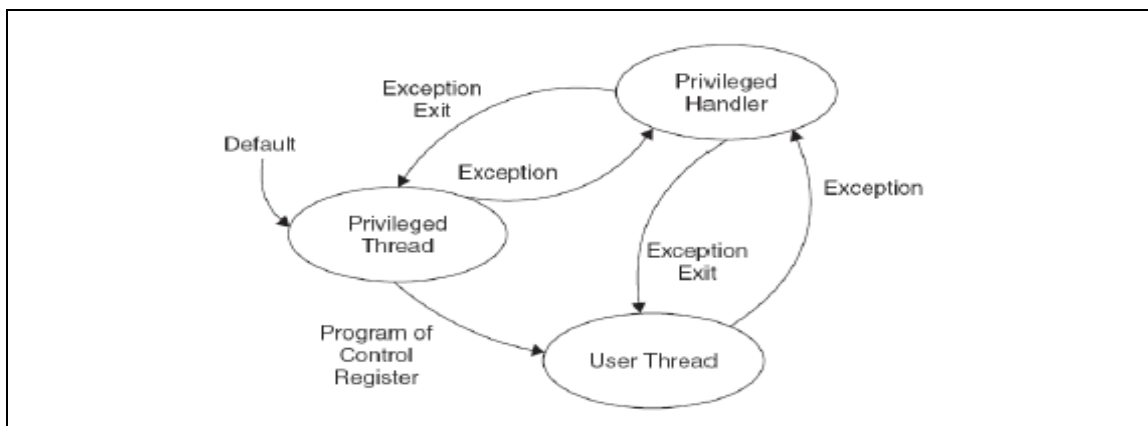 Privileged
Handler
Exception
Exit
Default
Exception
Exception
Privileged
Thread
Exception
Exit
Program of
Control
Register
User Thread